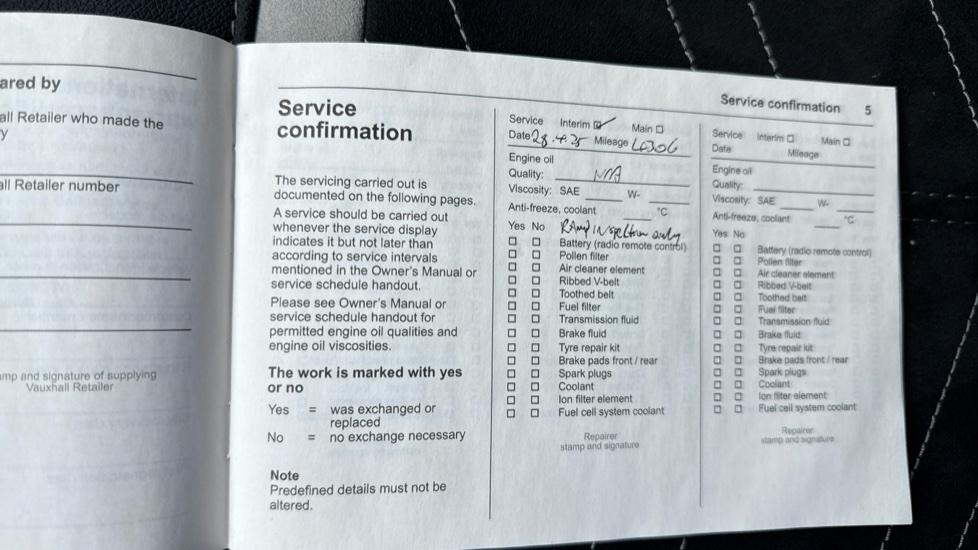 ared by
all Retailer who made the
y
all Retailer number
amp and signature of supplying
Vauxhall Retailer
Service confirmation 5
Service
confirmation
The servicing carried out is
documented on the following pages.
A service should be carried out
whenever the service display
indicates it but not later than
according to service intervals
mentioned in the Owner's Manual or
service schedule handout.
Please see Owner's Manual or
service schedule handout for
permitted engine oil qualities and
engine oil viscosities.
The work is marked with yes
or no
Yes = was exchanged or
replaced
No = no exchange necessary
Note
Predefined details must not be
altered.
Service Interim ☑ Main ☐
Date 28.4.25 Mileage
Engine oil
Quality: N/A
Viscosity: SAE W-
Anti-freeze, coolant °C
Yes No Ramp inspection only
☐ ☐ Battery (radio remote control)
☐ ☐ Pollen filter
☐ ☐ Air cleaner element
☐ ☐ Ribbed V-belt
☐ ☐ Toothed belt
☐ ☐ Fuel filter
☐ ☐ Transmission fluid
☐ ☐ Brake fluid
☐ ☐ Tyre repair kit
☐ ☐ Brake pads front / rear
☐ ☐ Spark plugs
☐ ☐ Coolant
☐ ☐ Ion filter element
☐ ☐ Fuel cell system coolant
Repairer
stamp and signature
Service Interim ☐ Main ☐
Date Mileage
Engine oil
Quality:
Viscosity: SAE W-
Anti-freeze, coolant °C
Yes No
☐ ☐ Battery (radio remote control)
☐ ☐ Pollen filter
☐ ☐ Air cleaner element
☐ ☐ Ribbed V-belt
☐ ☐ Toothed belt
☐ ☐ Fuel filter
☐ ☐ Transmission fluid
☐ ☐ Brake fluid
☐ ☐ Tyre repair kit
☐ ☐ Brake pads front / rear
☐ ☐ Spark plugs
☐ ☐ Coolant
☐ ☐ Ion filter element
☐ ☐ Fuel cell system coolant
Repairer
stamp and signature